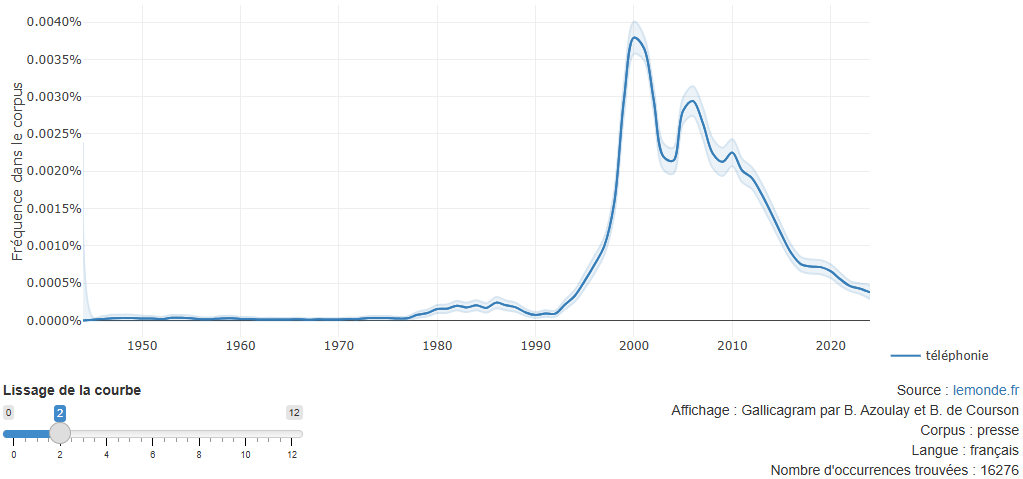 0.0040%
0.0035%
0.0030%
0.0025%
0.0020%
0.0015%
0.0010%
0.0005%
0.0000%
Fréquence dans le corpus
1950 1960 1970 1980 1990 2000 2010 2020
téléphonie
Lissage de la courbe
0 2 12
0 2 4 6 8 10 12
Source : lemonde.fr
Affichage : Gallicagram par B. Azoulay et B. de Courson
Corpus : presse
Langue : français
Nombre d'occurrences trouvées : 16276